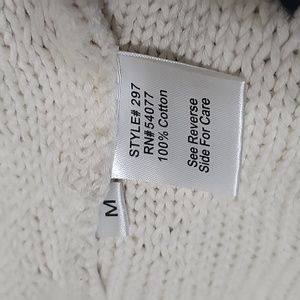 STYLE# 297
RN# 54077
100% Cotton
See Reverse
Side For Care
M